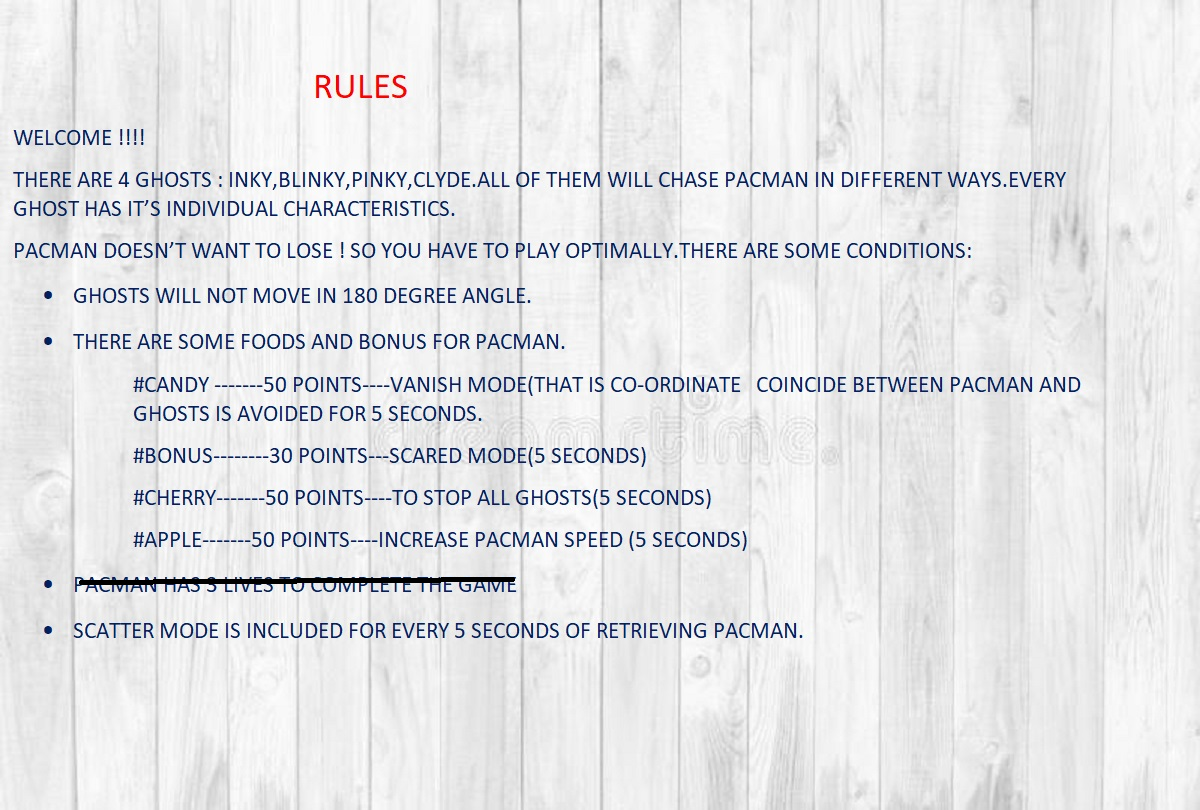 RULES
WELCOME !!!!
THERE ARE 4 GHOSTS : INKY,BLINKY,PINKY,CLYDE.ALL OF THEM WILL CHASE PACMAN IN DIFFERENT WAYS.EVERY
GHOST HAS IT’S INDIVIDUAL CHARACTERISTICS.
PACMAN DOESN’T WANT TO LOSE ! SO YOU HAVE TO PLAY OPTIMALLY.THERE ARE SOME CONDITIONS:
• GHOSTS WILL NOT MOVE IN 180 DEGREE ANGLE.
• THERE ARE SOME FOODS AND BONUS FOR PACMAN.
#CANDY -------50 POINTS----VANISH MODE(THAT IS CO-ORDINATE COINCIDE BETWEEN PACMAN AND
GHOSTS IS AVOIDED FOR 5 SECONDS.
dreamstime.
#BONUS--------30 POINTS---SCARED MODE(5 SECONDS)
#CHERRY-------50 POINTS----TO STOP ALL GHOSTS(5 SECONDS)
#APPLE-------50 POINTS----INCREASE PACMAN SPEED (5 SECONDS)
• PACMAN HAS 3 LIVES TO COMPLETE THE GAME
• SCATTER MODE IS INCLUDED FOR EVERY 5 SECONDS OF RETRIEVING PACMAN.